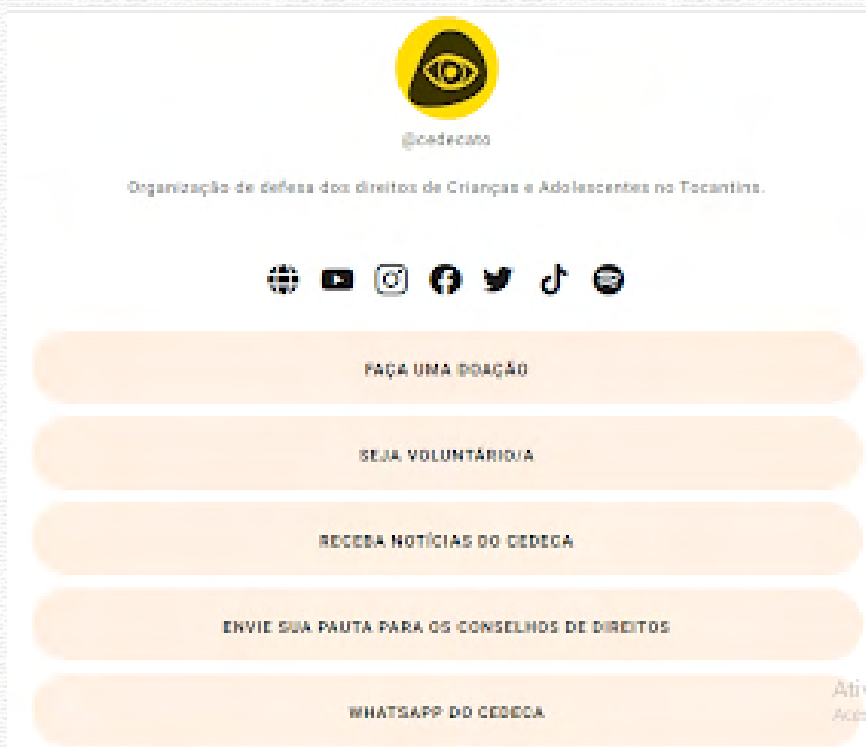 @cedecato
Organização de defesa dos direitos de Crianças e Adolescentes no Tocantins.
FAÇA UMA DOAÇÃO
SEJA VOLUNTÁRIO/A
RECEBA NOTÍCIAS DO CEDECA
ENVIE SUA PAUTA PARA OS CONSELHOS DE DIREITOS
WHATSAPP DO CEDECA